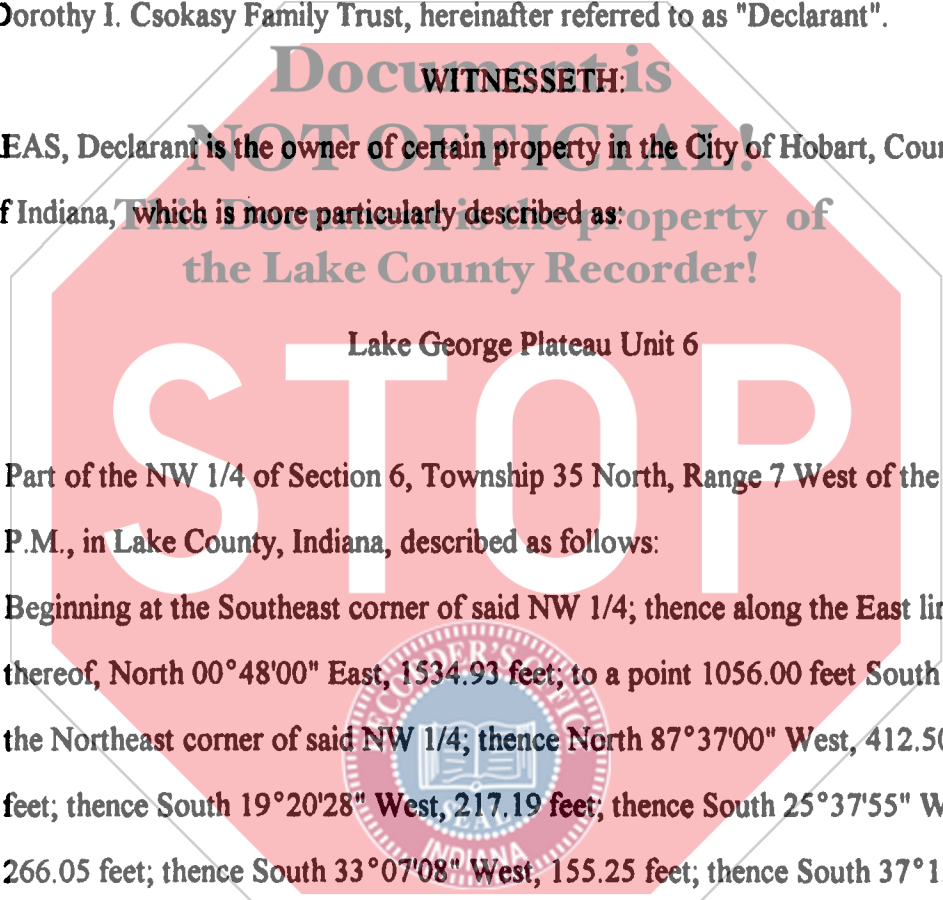 Dorothy I. Csokasy Family Trust, hereinafter referred to as "Declarant".
Document is
WITNESSETH:
NOT OFFICIAL!
EAS, Declarant is the owner of certain property in the City of Hobart,
This Document is the property of
f Indiana, which is more particularly described as:
the Lake County Recorder!
Lake George Plateau Unit 6
STOP
Part of the NW 1/4 of Section 6, Township 35 North, Range 7 West of the
P.M., in Lake County, Indiana, described as follows:
Beginning at the Southeast corner of said NW 1/4; thence along the East
thereof, North 00°48'00" East, 1534.93 feet; to a point 1056.00 feet South
the Northeast corner of said NW 1/4; thence North 87°37'00" West, 412.50
feet; thence South 19°20'28" West, 217.19 feet; thence South 25°37'55" W
266.05 feet; thence South 33°07'08" West, 155.25 feet; thence South 37°1
RECORDER'S OFFICE
SEAL
INDIANA